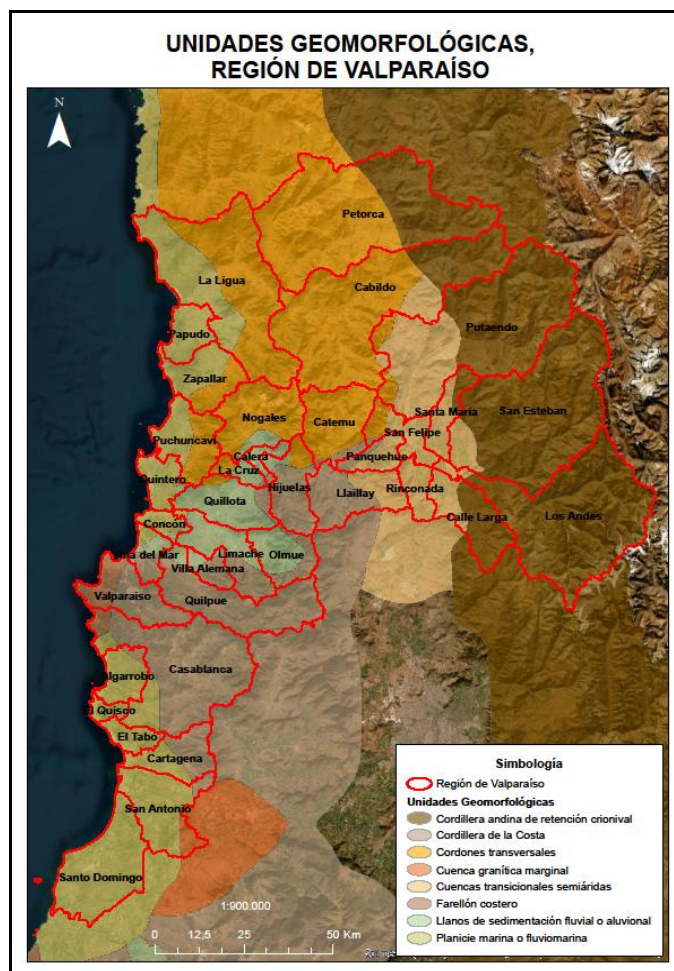 UNIDADES GEOMORFOLÓGICAS,
REGIÓN DE VALPARAÍSO
N
Petorca
La Ligua
Cabildo
Putaendo
Papudo
Zapallar
Santa María
San Esteban
Nogales
Catemu
San Felipe
Puchuncaví
Calera
Panquehue
La Cruz
Quintero
Hijuelas
Llaillay
Rinconada
Quillota
Calle Larga
Los Andes
Concón
Limache
Olmue
del Mar
Villa Alemana
Valparaíso
Quilpue
Casablanca
Algarrobo
Quisco
El Tabo
Cartagena
San Antonio
Santo Domingo
1:900.000
0 12,5 25 50 Km
Simbología
Región de Valparaíso
Unidades Geomorfológicas
Cordillera andina de retención crionival
Cordillera de la Costa
Cordones transversales
Cuenca granítica marginal
Cuencas transicionales semiáridas
Farellón costero
Llanos de sedimentación fluvial o aluvional
Planicie marina o fluviomarina